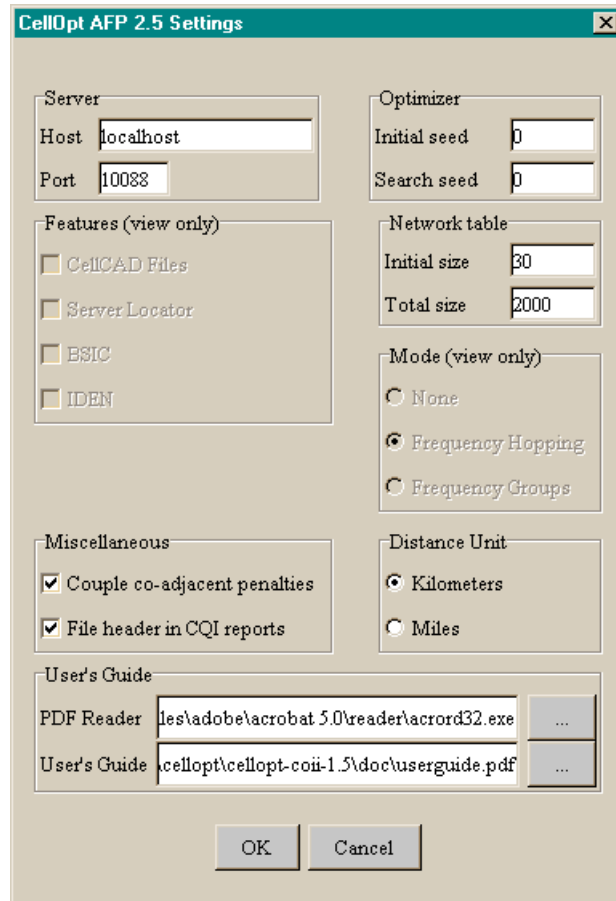 CellOpt AFP 2.5 Settings
Server
Host localhost
Port 10088
Optimizer
Initial seed 0
Search seed 0
Features (view only)
CellCAD Files
Server Locator
BSIC
IDEN
Network table
Initial size 30
Total size 2000
Mode (view only)
None
Frequency Hopping
Frequency Groups
Miscellaneous
Couple co-adjacent penalties
File header in CQI reports
Distance Unit
Kilometers
Miles
User's Guide
PDF Reader les\adobe\acrobat 5.0\reader\acrord32.exe ...
User's Guide \cellopt\cellopt-coii-1.5\doc\userguide.pdf ...
OK Cancel